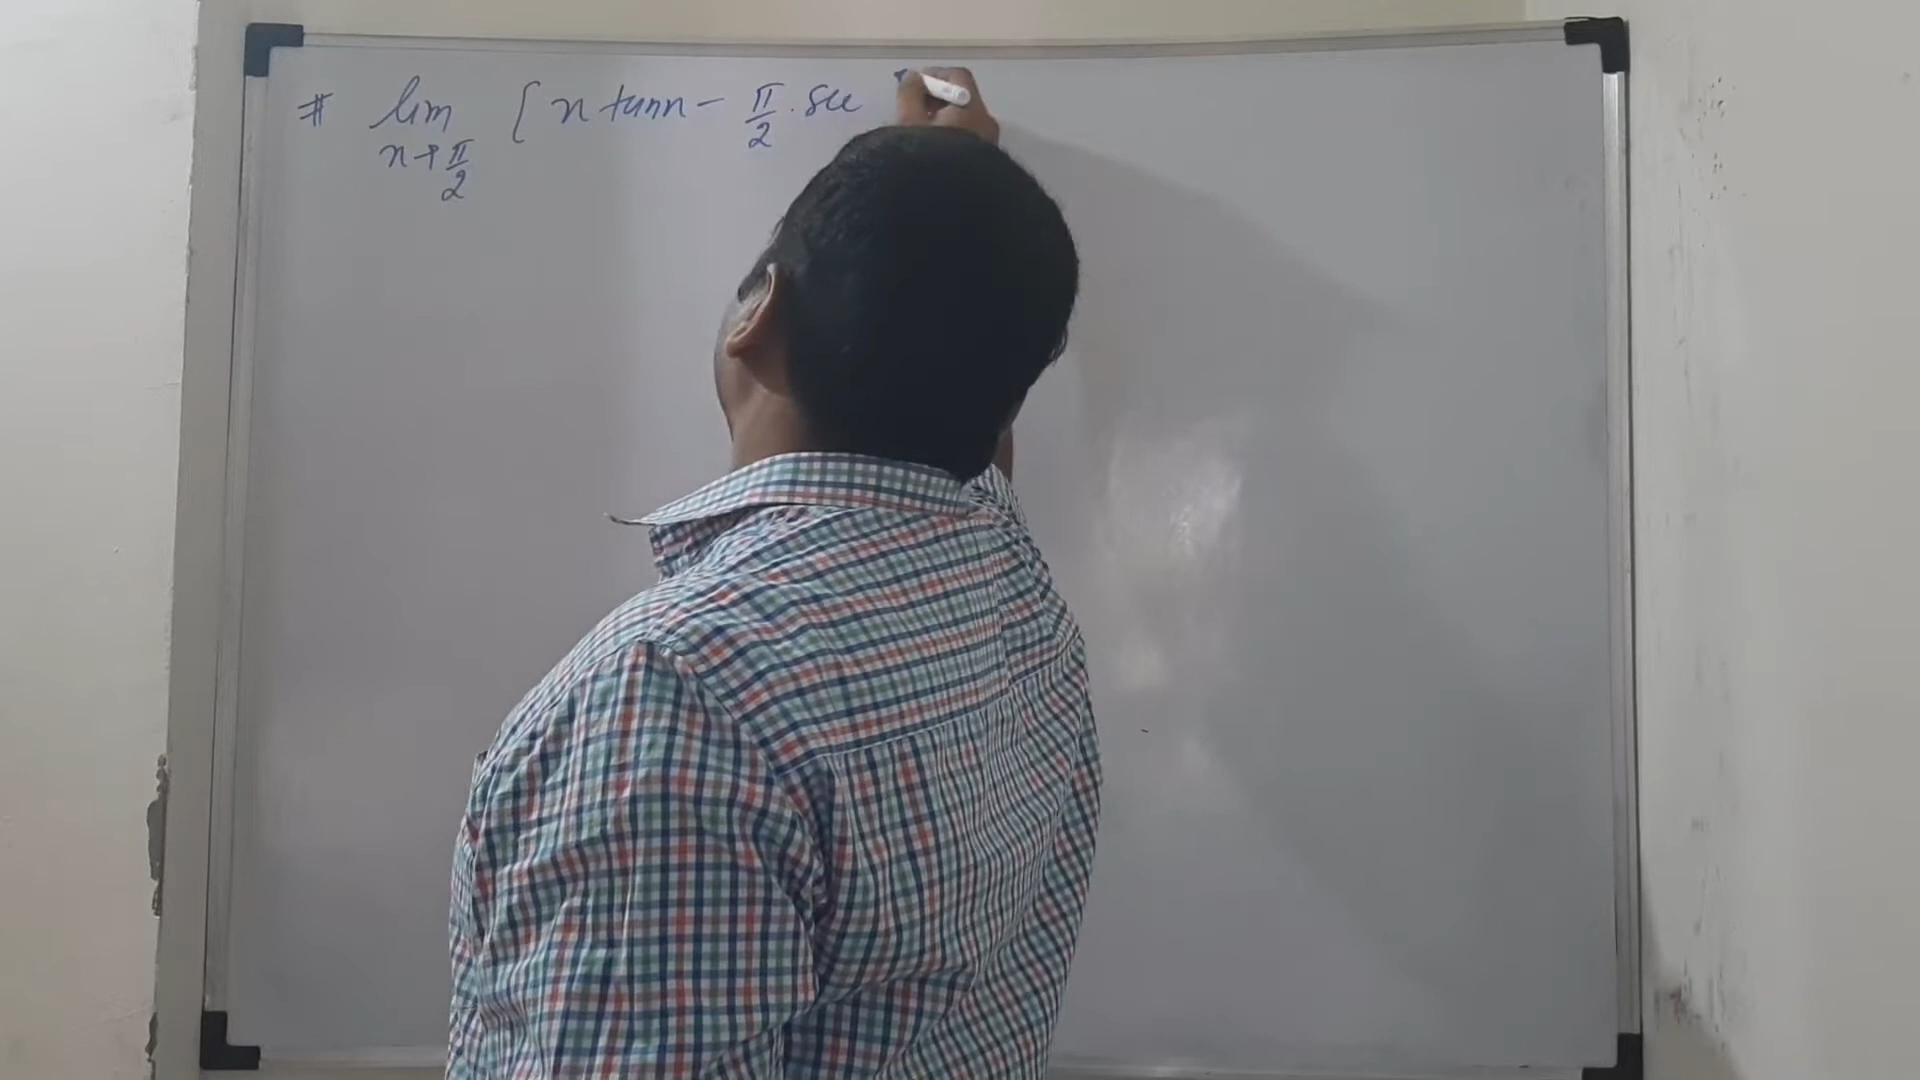 # lim [ x tanx - π/2 . sec
x→π/2